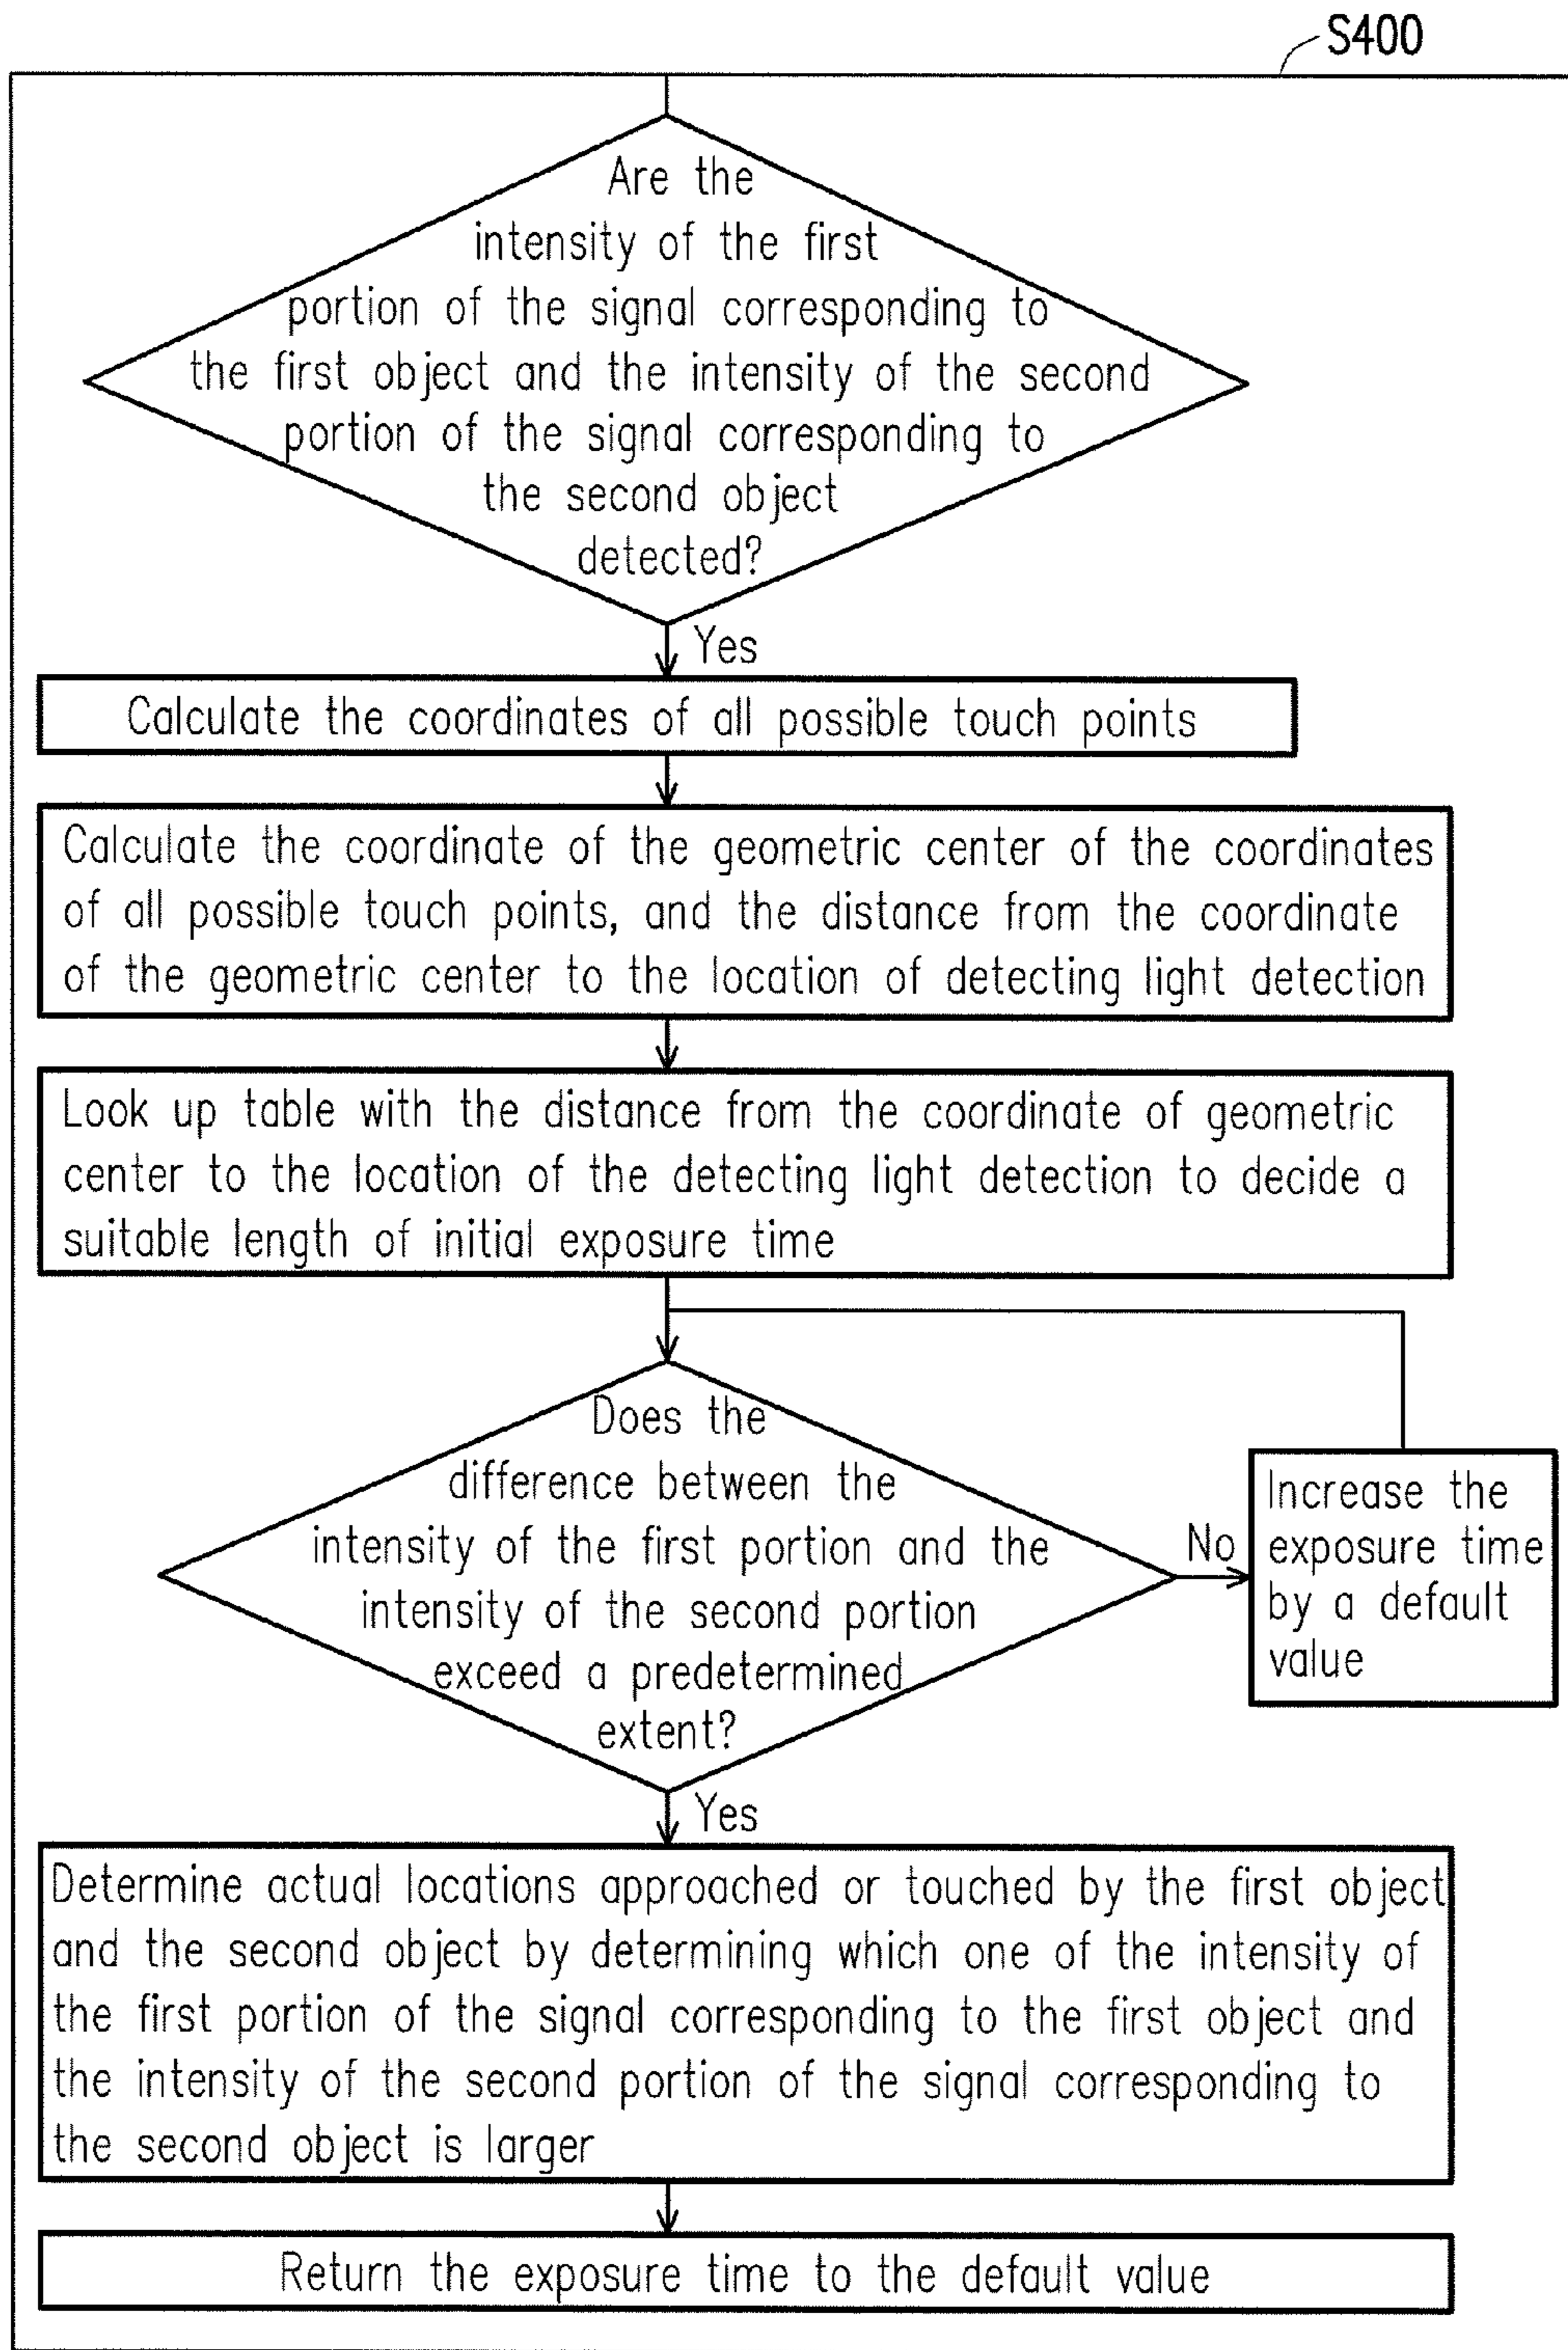 S400
Are the
intensity of the first
portion of the signal corresponding to
the first object and the intensity of the second
portion of the signal corresponding to
the second object
detected?
Yes
Calculate the coordinates of all possible touch points
Calculate the coordinate of the geometric center of the coordinates
of all possible touch points, and the distance from the coordinate
of the geometric center to the location of detecting light detection
Look up table with the distance from the coordinate of geometric
center to the location of the detecting light detection to decide a
suitable length of initial exposure time
Does the
difference between the
intensity of the first portion and the
intensity of the second portion
exceed a predetermined
extent?
No
Increase the
exposure time
by a default
value
Yes
Determine actual locations approached or touched by the first object
and the second object by determining which one of the intensity of
the first portion of the signal corresponding to the first object and
the intensity of the second portion of the signal corresponding to
the second object is larger
Return the exposure time to the default value